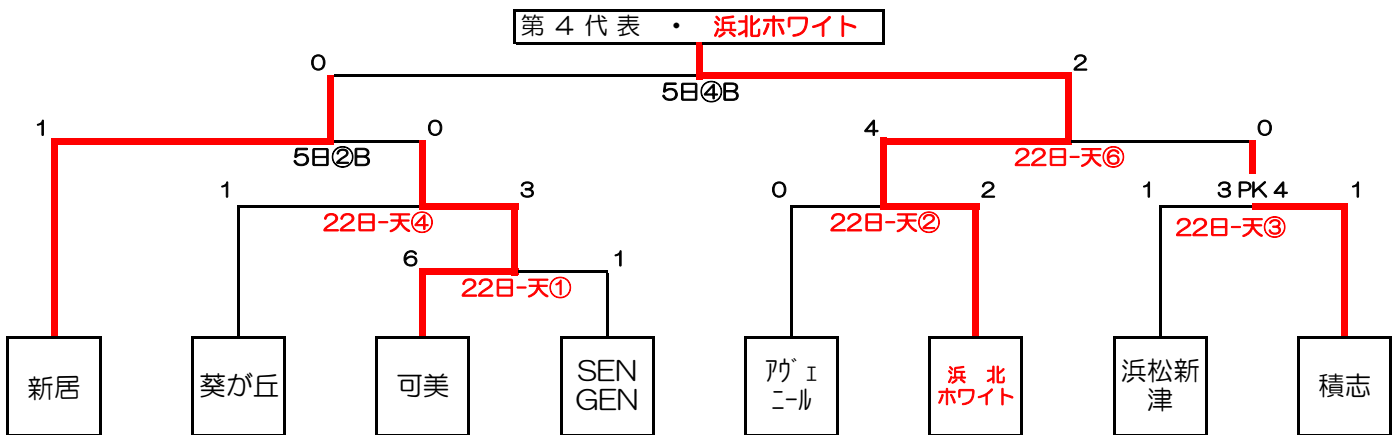 第４代表 ・ 浜北ホワイト
0 2
5日④B
1 0 4 0
5日②B 22日-天⑥
1 3 0 2 1 3 PK 4 1
22日-天④ 22日-天② 22日-天③
6 1
22日-天①
新居
葵が丘
可美
SEN
GEN
ｱｳﾞｪ
ﾆｰﾙ
浜 北
ホワイト
浜松新
津
積志